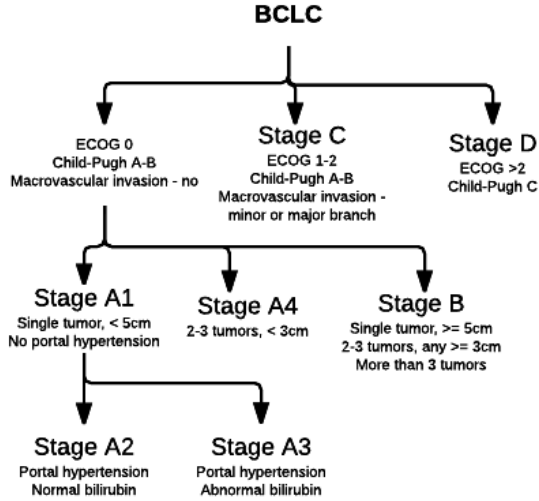 BCLC
ECOG 0
Child-Pugh A-B
Macrovascular invasion - no
Stage C
ECOG 1-2
Child-Pugh A-B
Macrovascular invasion -
minor or major branch
Stage D
ECOG >2
Child-Pugh C
Stage A1
Single tumor, < 5cm
No portal hypertension
Stage A4
2-3 tumors, < 3cm
Stage B
Single tumor, >= 5cm
2-3 tumors, any >= 3cm
More than 3 tumors
Stage A2
Portal hypertension
Normal bilirubin
Stage A3
Portal hypertension
Abnormal bilirubin